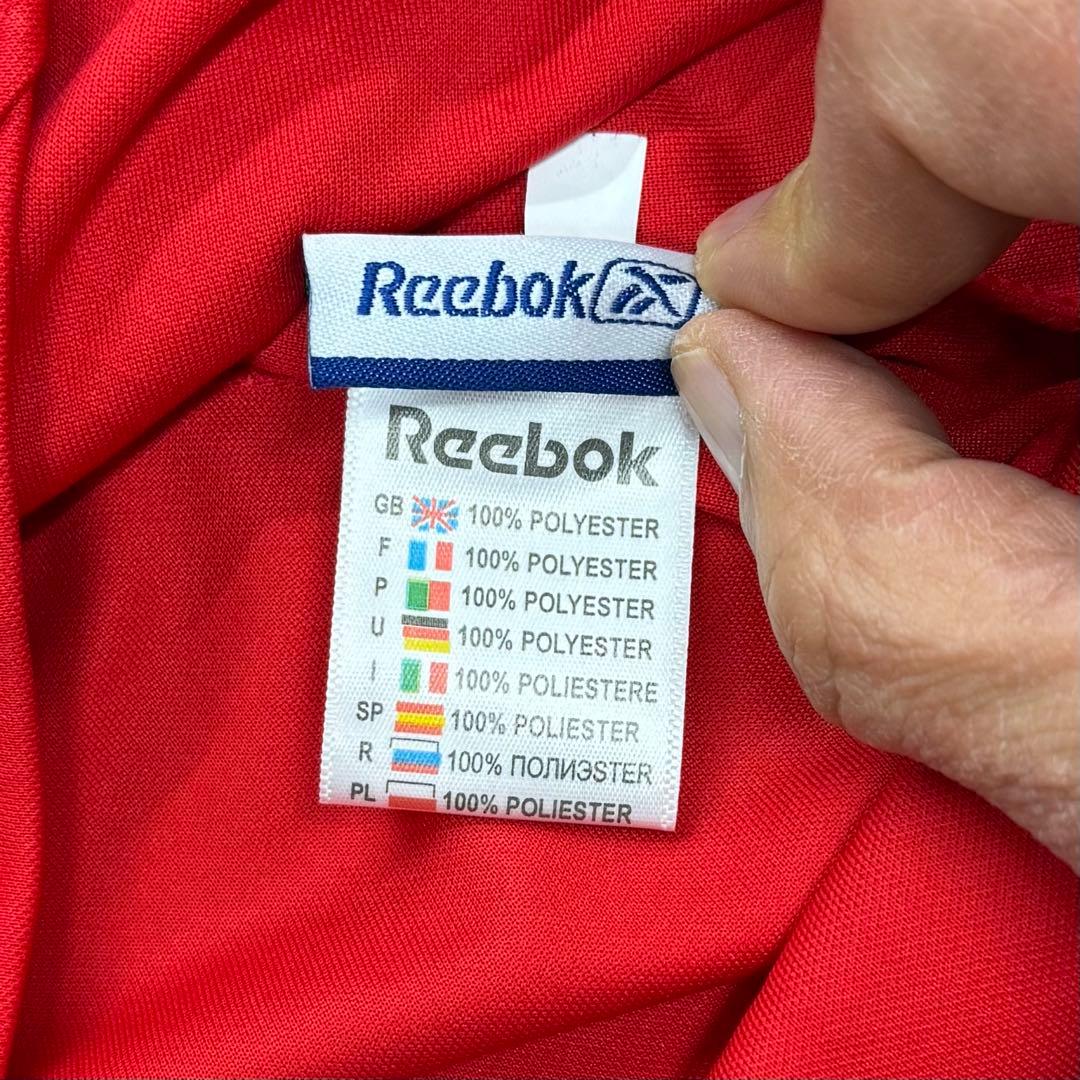 Reebok
Reebok
GB 100% POLYESTER
F 100% POLYESTER
P 100% POLYESTER
U 100% POLYESTER
I 100% POLIESTERE
SP 100% POLIESTER
R 100% ПОЛИЭSTER
PL 100% POLIESTER